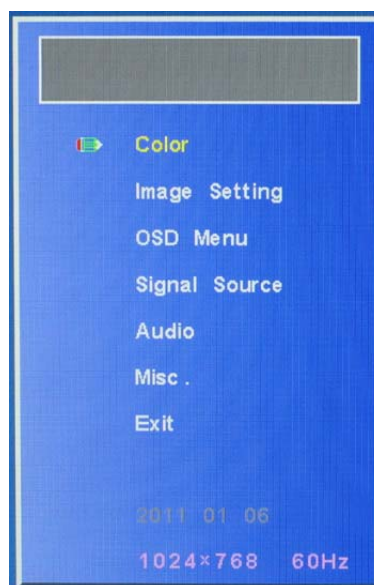 Color
Image Setting
OSD Menu
Signal Source
Audio
Misc.
Exit
2011 01 06
1024×768 60Hz